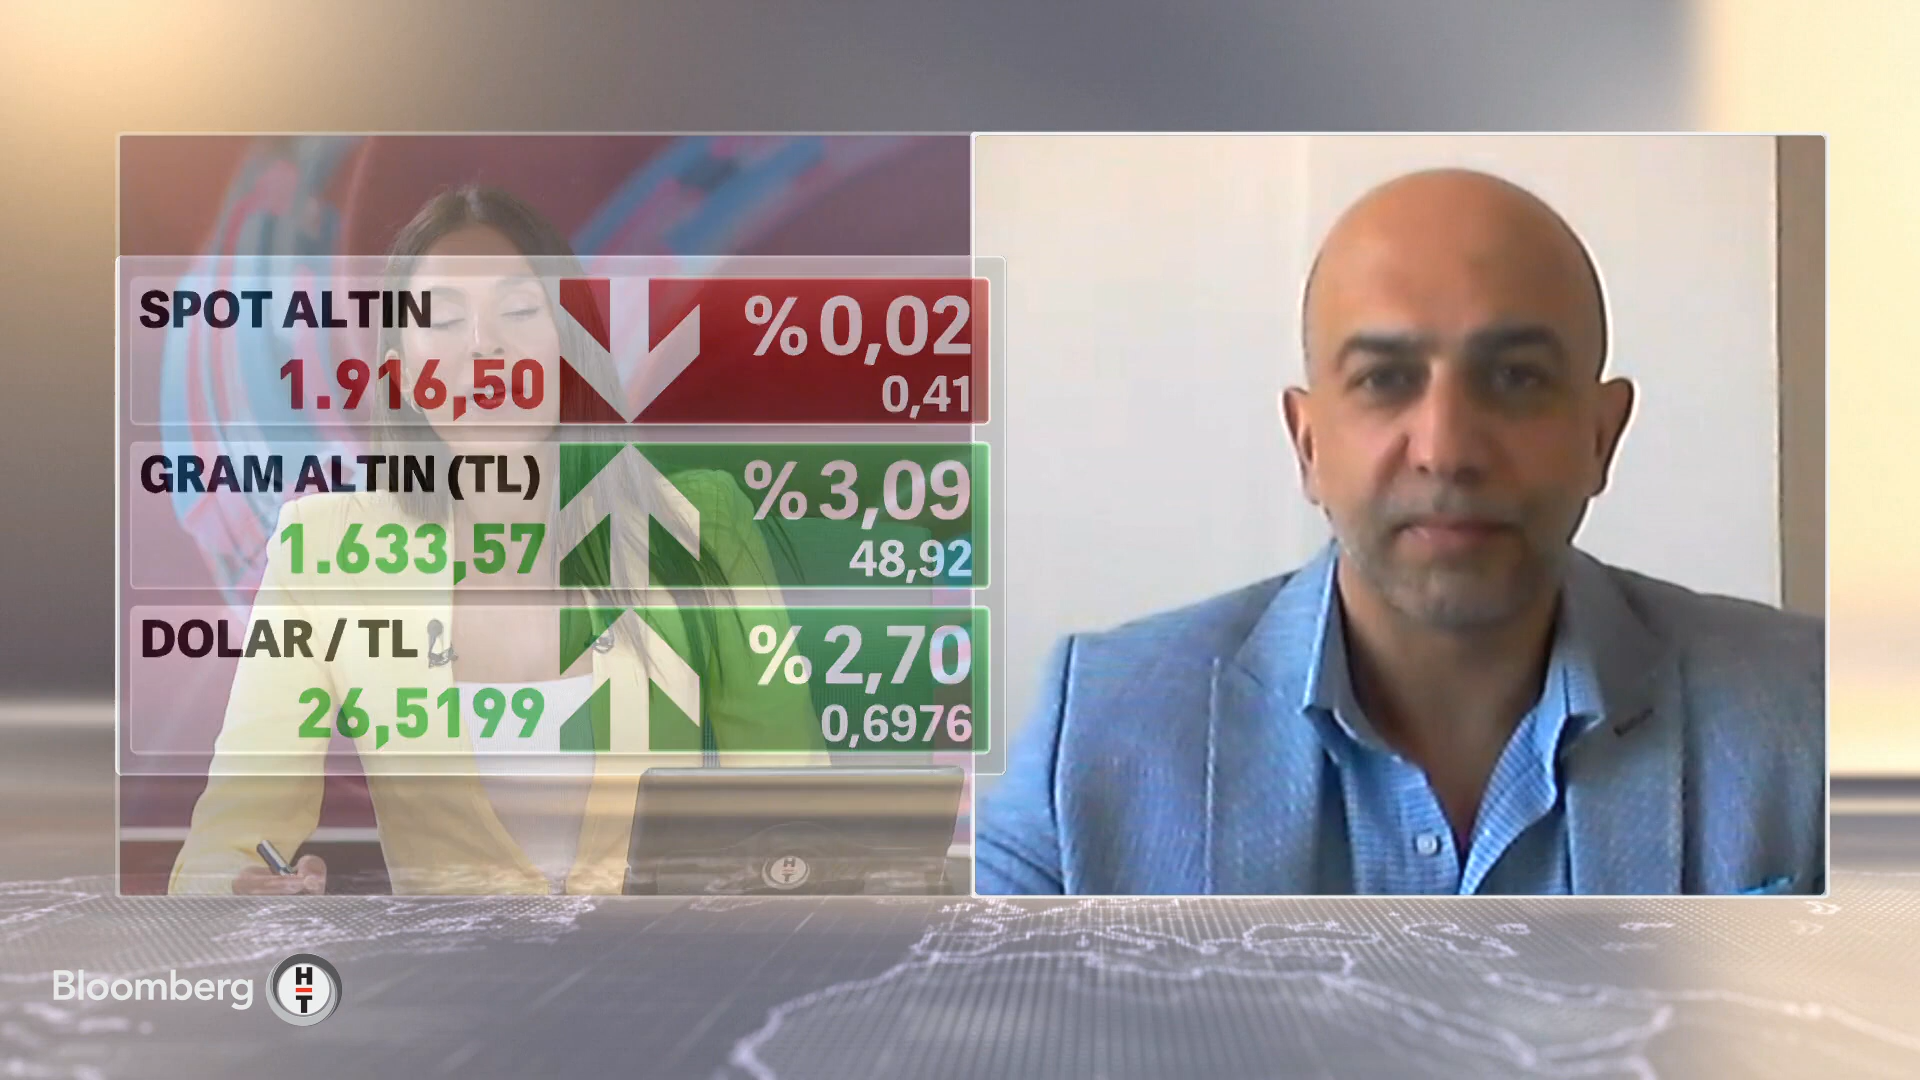 SPOT ALTIN
1.916,50
%0,02
0,41
GRAM ALTIN (TL)
1.633,57
%3,09
48,92
DOLAR / TL
26,5199
%2,70
0,6976
H
T
Bloomberg
H
T